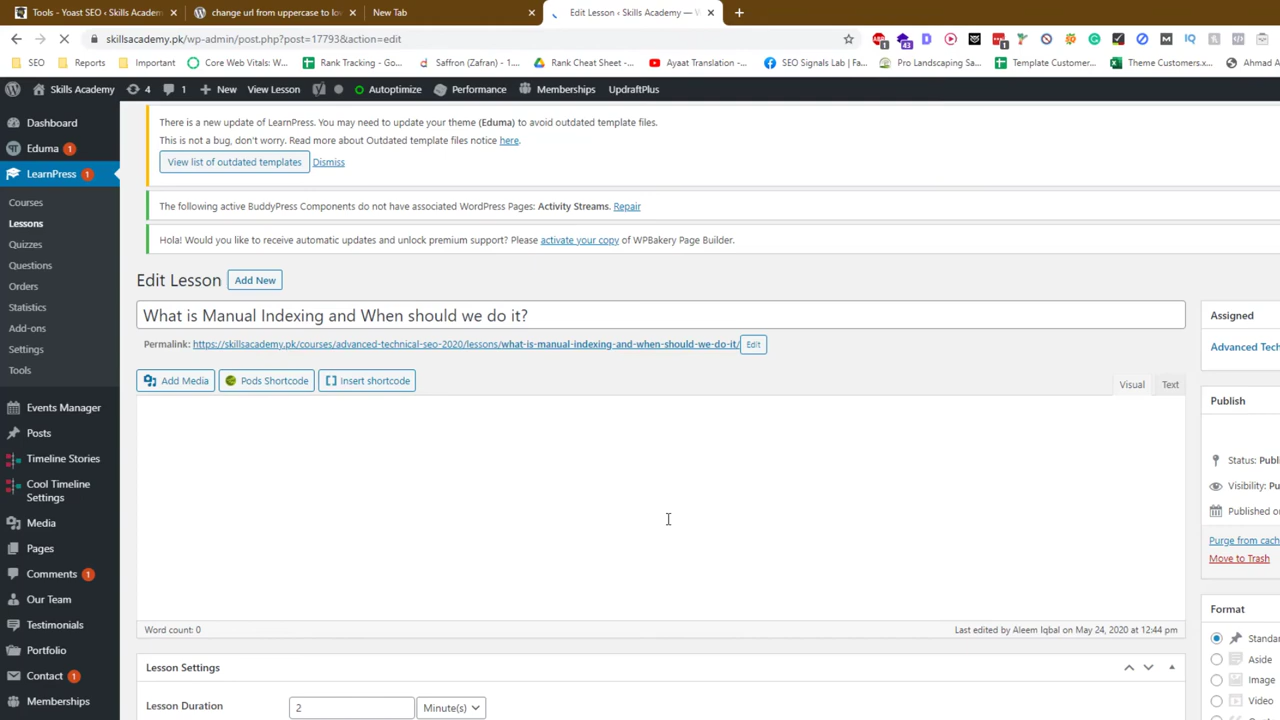 Tools - Yoast SEO ‹ Skills Academy
change url from uppercase to lo
New Tab
Edit Lesson ‹ Skills Academy — W
skillsacademy.pk/wp-admin/post.php?post=17793&action=edit
SEO
Reports
Important
Core Web Vitals: W...
Rank Tracking - Go...
Saffron (Zafran) - 1....
Rank Cheat Sheet -...
Ayaat Translation -...
SEO Signals Lab | Fa...
Pro Landscaping Sa...
Template Customer...
Theme Customers.x...
Ahmad A
Skills Academy
4
1
+ New
View Lesson
Autoptimize
Performance
Memberships
UpdraftPlus
Dashboard
Eduma 1
LearnPress 1
Courses
Lessons
Quizzes
Questions
Orders
Statistics
Add-ons
Settings
Tools
Events Manager
Posts
Timeline Stories
Cool Timeline
Settings
Media
Pages
Comments 1
Our Team
Testimonials
Portfolio
Contact 1
Memberships
There is a new update of LearnPress. You may need to update your theme (Eduma) to avoid outdated template files.
This is not a bug, don't worry. Read more about Outdated template files notice here.
View list of outdated templates
Dismiss
The following active BuddyPress Components do not have associated WordPress Pages: Activity Streams. Repair
Hola! Would you like to receive automatic updates and unlock premium support? Please activate your copy of WPBakery Page Builder.
Edit Lesson
Add New
What is Manual Indexing and When should we do it?
Permalink: https://skillsacademy.pk/courses/advanced-technical-seo-2020/lessons/what-is-manual-indexing-and-when-should-we-do-it/
Edit
Add Media
Pods Shortcode
Insert shortcode
Visual
Text
Word count: 0
Last edited by Aleem Iqbal on May 24, 2020 at 12:44 pm
Lesson Settings
Lesson Duration
2
Minute(s)
Assigned
Advanced Tech
Publish
Status: Publ
Visibility: Pu
Published o
Purge from cach
Move to Trash
Format
Standa
Aside
Image
Video